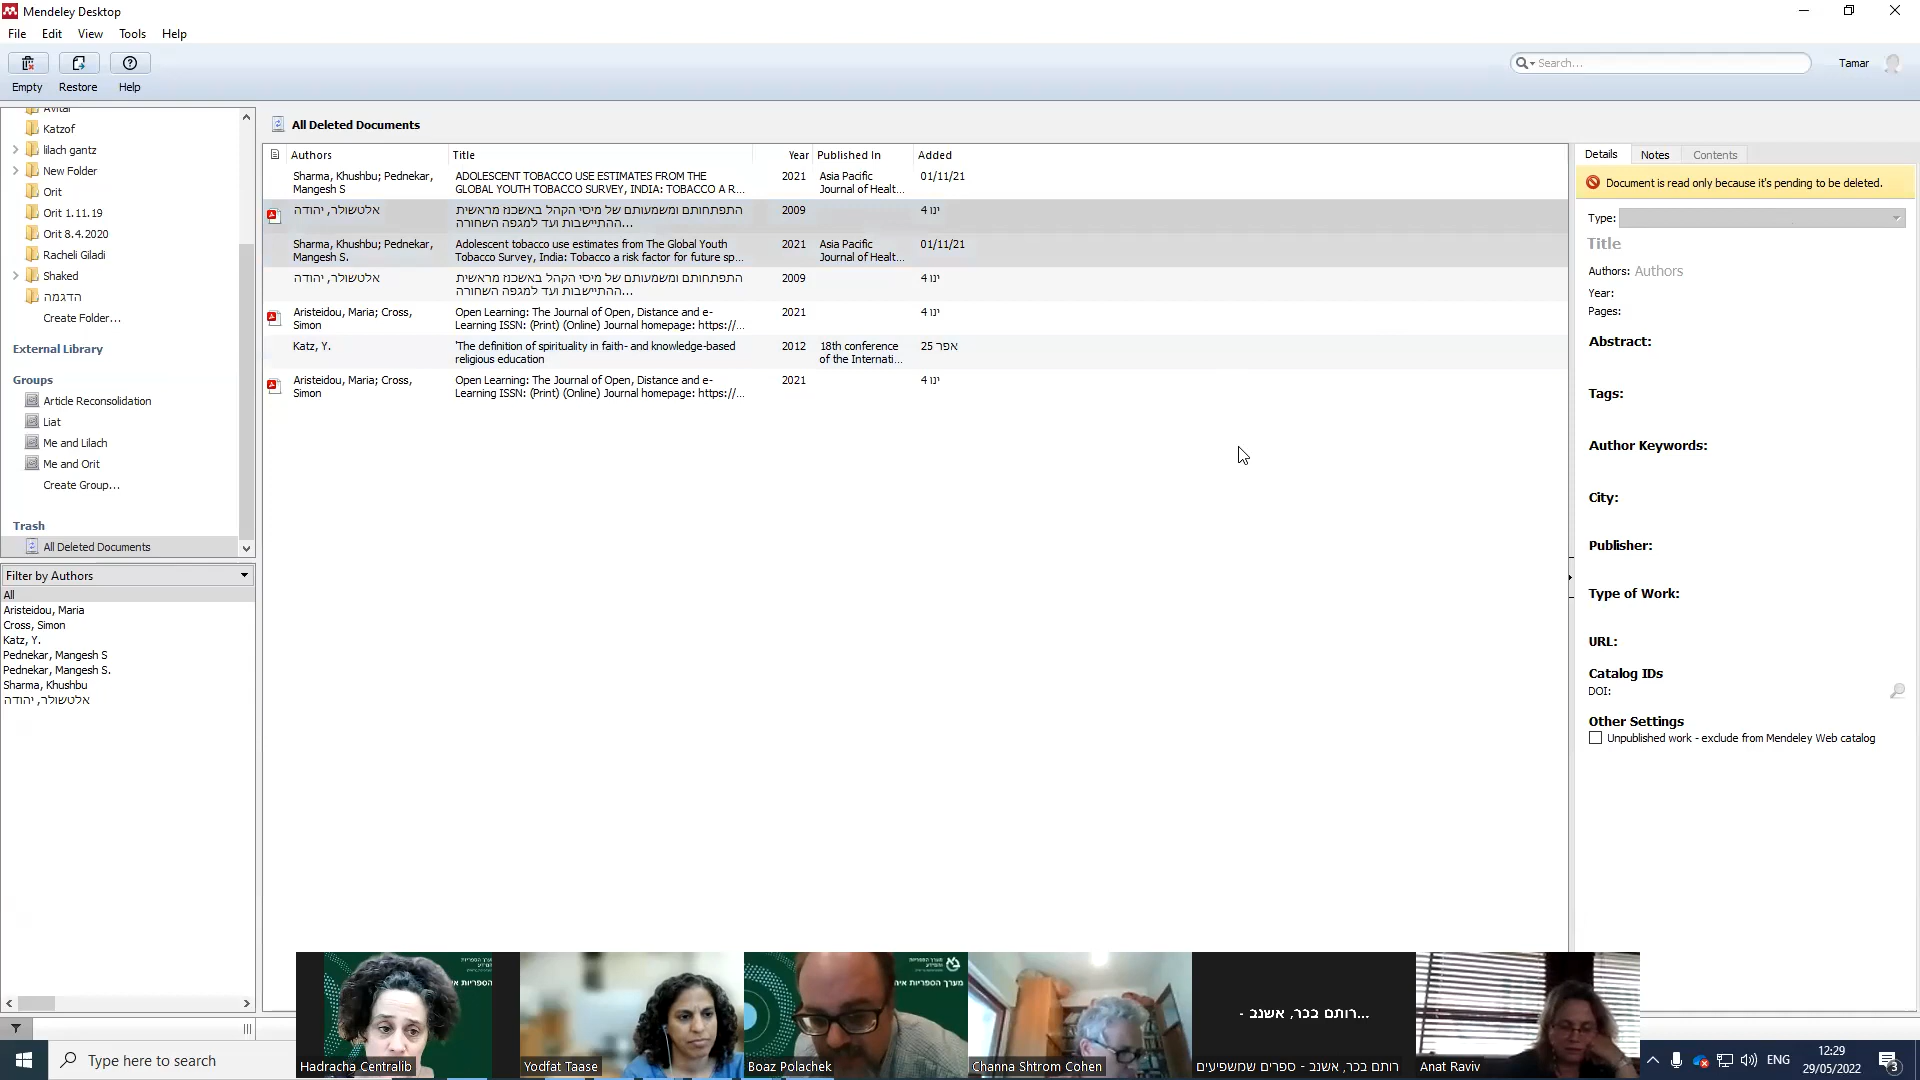 Mendeley Desktop
File Edit View Tools Help
Empty Restore Help
Search...
Tamar
Katzof
lilach gantz
New Folder
Orit
Orit 1.11.19
Orit 8.4.2020
Racheli Giladi
Shaked
הדגמה
Create Folder...
External Library
Groups
Article Reconsolidation
Liat
Me and Lilach
Me and Orit
Create Group...
Trash
All Deleted Documents
Filter by Authors
All
Aristeidou, Maria
Cross, Simon
Katz, Y.
Pednekar, Mangesh S
Pednekar, Mangesh S.
Sharma, Khushbu
אלטשולר, יהודה
All Deleted Documents
Authors Title Year Published In Added
Sharma, Khushbu; Pednekar, ADOLESCENT TOBACCO USE ESTIMATES FROM THE 2021 Asia Pacific 01/11/21
Mangesh S GLOBAL YOUTH TOBACCO SURVEY, INDIA: TOBACCO A R... Journal of Healt...
אלטשולר, יהודה התפתחותם ומשמעותם של מיסי הקהל באשכנז מראשית 2009 4 ינו
ההתיישבות ועד למגפה השחורה...
Sharma, Khushbu; Pednekar, Adolescent tobacco use estimates from The Global Youth 2021 Asia Pacific 01/11/21
Mangesh S. Tobacco Survey, India: Tobacco a risk factor for future sp... Journal of Healt...
אלטשולר, יהודה התפתחותם ומשמעותם של מיסי הקהל באשכנז מראשית 2009 4 ינו
ההתיישבות ועד למגפה השחורה...
Aristeidou, Maria; Cross, Open Learning: The Journal of Open, Distance and e- 2021 4 ינו
Simon Learning ISSN: (Print) (Online) Journal homepage: https://...
Katz, Y. 'The definition of spirituality in faith- and knowledge-based 2012 18th conference 25 אפר
religious education of the Internati...
Aristeidou, Maria; Cross, Open Learning: The Journal of Open, Distance and e- 2021 4 ינו
Simon Learning ISSN: (Print) (Online) Journal homepage: https://...
Details Notes Contents
Document is read only because it's pending to be deleted.
Type:
Title
Authors: Authors
Year:
Pages:
Abstract:
Tags:
Author Keywords:
City:
Publisher:
Type of Work:
URL:
Catalog IDs
DOI:
Other Settings
Unpublished work - exclude from Mendeley Web catalog
מערך הספריות איה
רותם בכר, אשנב - ...
Hadracha Centralib
Yodfat Taase
Boaz Polachek
Channa Shtrom Cohen
רותם בכר, אשנב - ספרים שמשפיעים
Anat Raviv
Type here to search
ENG
12:29
29/05/2022
3